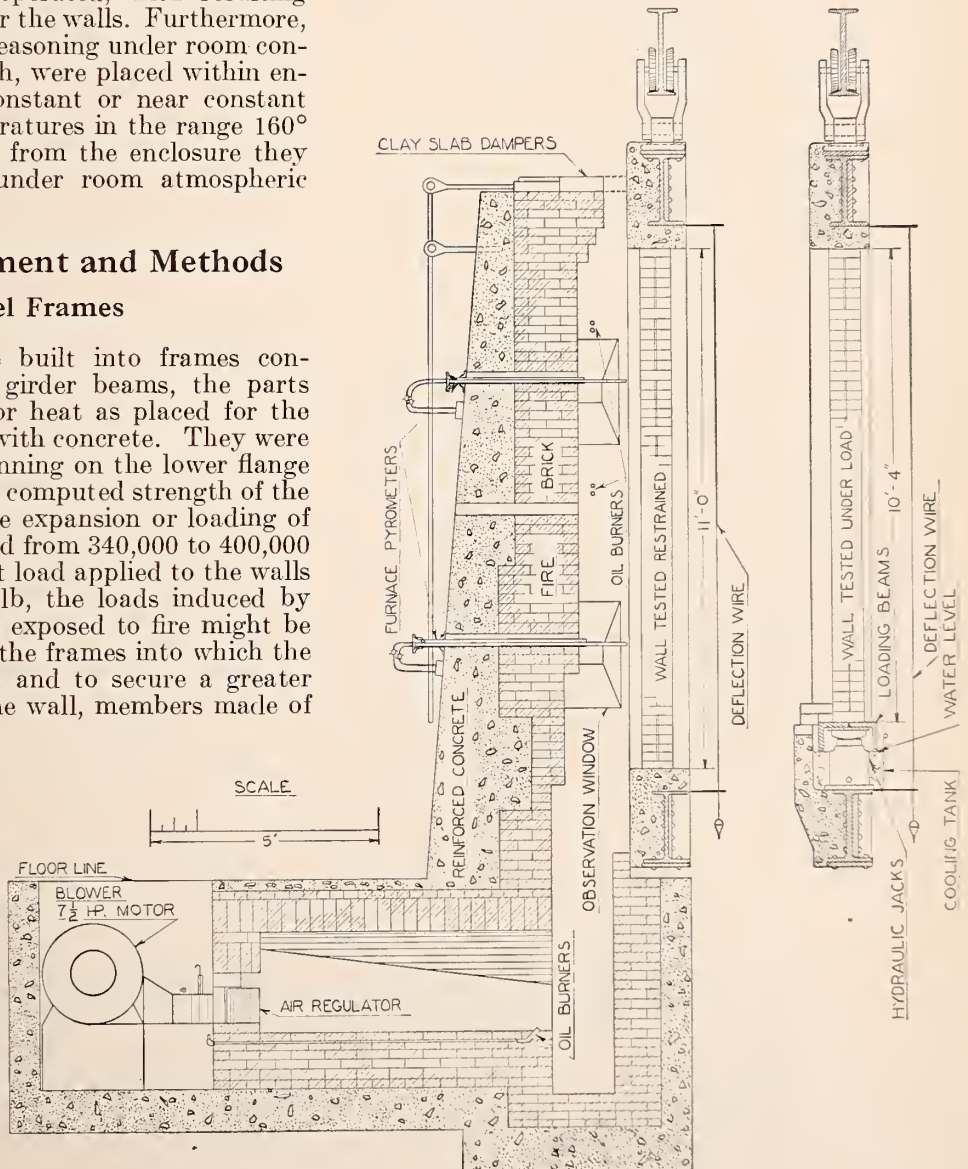 r the walls. Furthermore,
easoning under room con-
h, were placed within en-
onstant or near constant
ratures in the range 160°
from the enclosure they
under room atmospheric
ment and Methods
el Frames
built into frames con-
girder beams, the parts
or heat as placed for the
with concrete. They were
nning on the lower flange
computed strength of the
e expansion or loading of
d from 340,000 to 400,000
t load applied to the walls
lb, the loads induced by
exposed to fire might be
the frames into which the
and to secure a greater
ne wall, members made of
CLAY SLAB DAMPERS
FURNACE PYROMETERS
REINFORCED CONCRETE
FIRE BRICK
OIL BURNERS
OBSERVATION WINDOW
WALL TESTED RESTRAINED
11'-0"
DEFLECTION WIRE
WALL TESTED UNDER LOAD
LOADING BEAMS
10'-4"
DEFLECTION WIRE
WATER LEVEL
COOLING TANK
HYDRAULIC JACKS
SCALE
5'
FLOOR LINE
BLOWER
7½ HP. MOTOR
AIR REGULATOR
OIL BURNERS